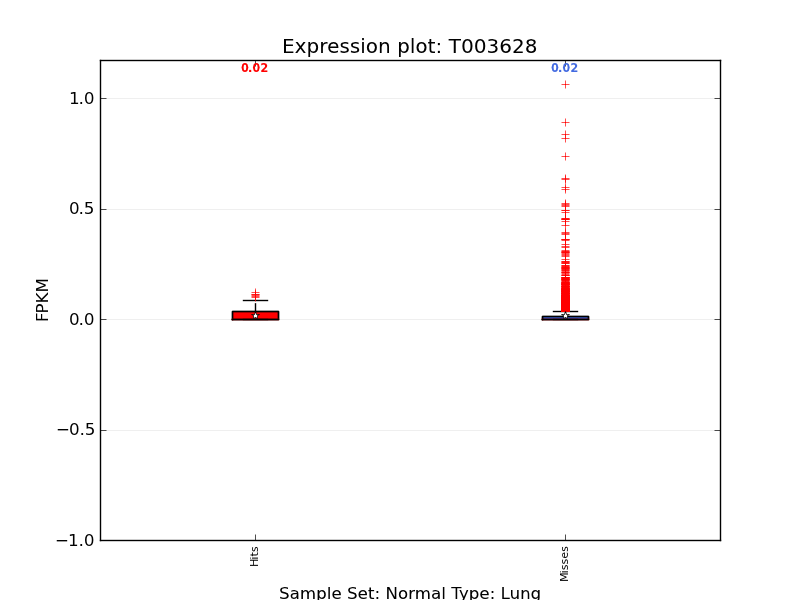 Expression plot: T003628
0.02
0.02
1.0
0.5
0.0
−0.5
−1.0
FPKM
Hits
Misses
Sample Set: Normal Type: Lung